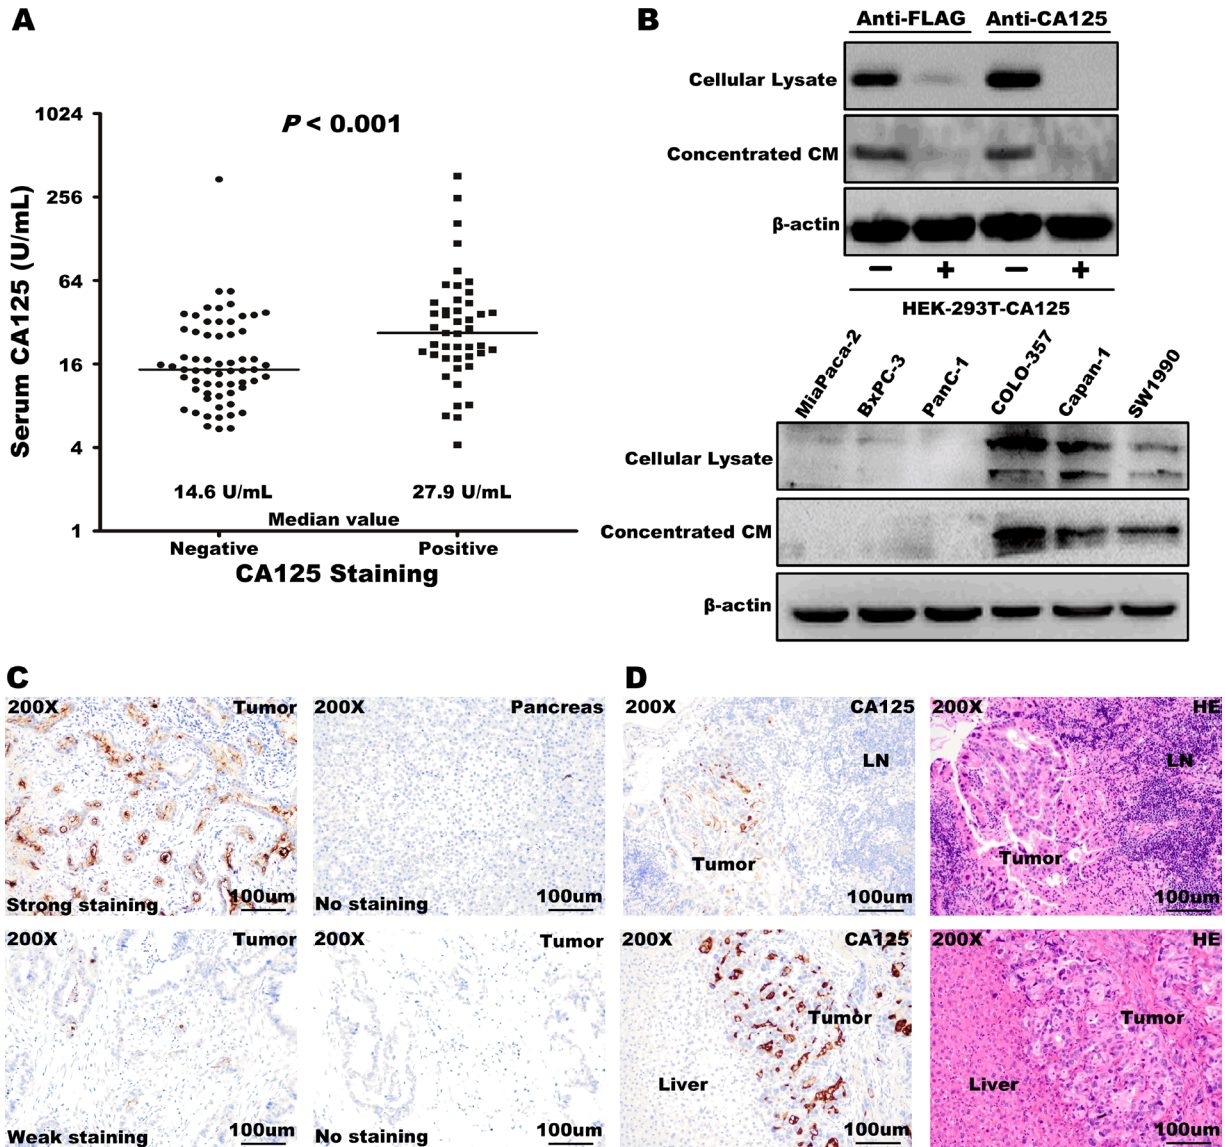 A
P < 0.001
Serum CA125 (U/mL)
1024
256
64
16
4
1
14.6 U/mL
27.9 U/mL
Median value
Negative
Positive
CA125 Staining
B
Anti-FLAG
Anti-CA125
Cellular Lysate
Concentrated CM
β-actin
− + − +
HEK-293T-CA125
MiaPaca-2
BxPC-3
PanC-1
COLO-357
Capan-1
SW1990
Cellular Lysate
Concentrated CM
β-actin
C
200X
Tumor
Strong staining
100um
200X
Pancreas
No staining
100um
200X
Tumor
Weak staining
100um
200X
Tumor
No staining
100um
D
200X
CA125
LN
Tumor
100um
200X
HE
LN
Tumor
100um
200X
CA125
Tumor
Liver
100um
200X
HE
Tumor
Liver
100um